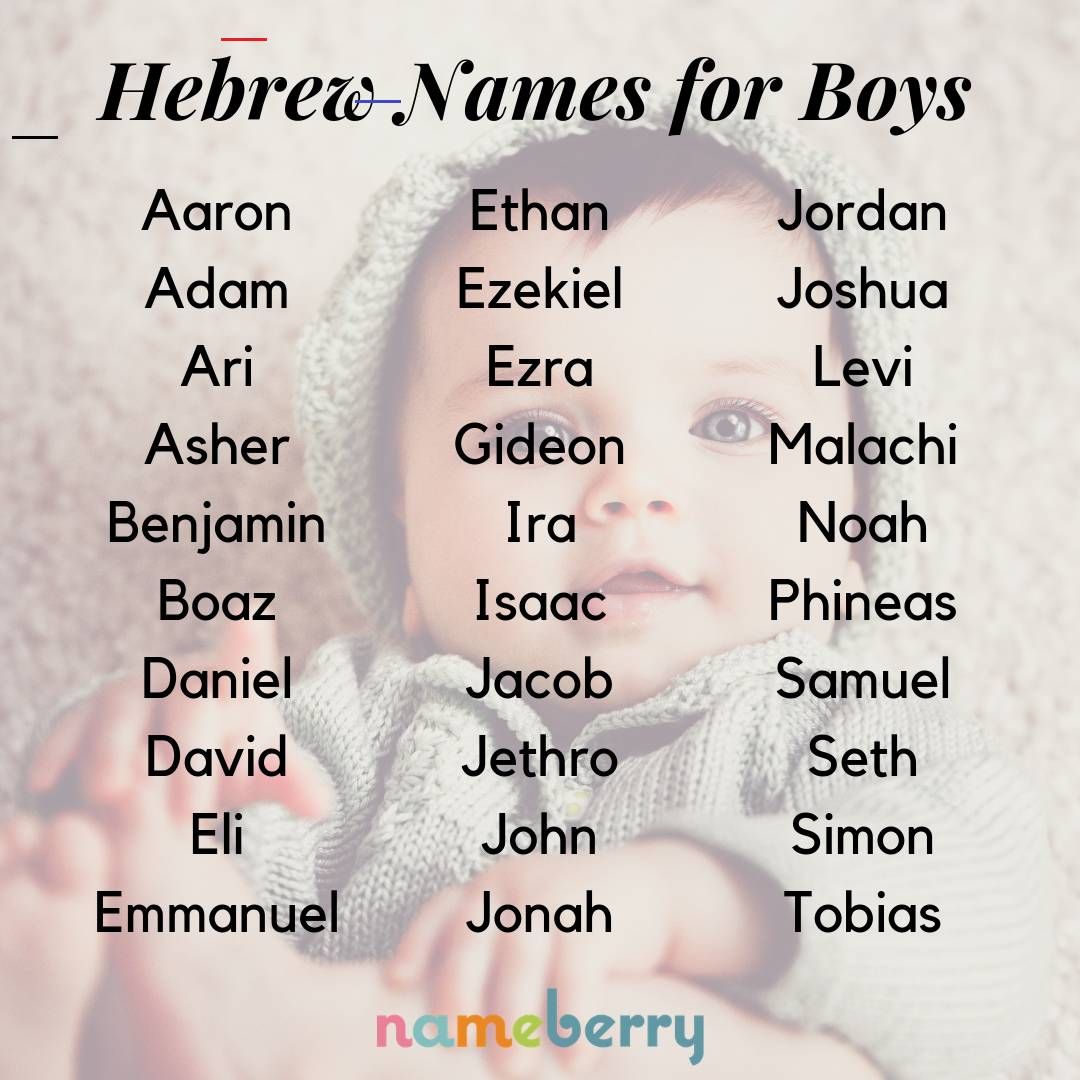 Hebrew Names for Boys
Aaron
Adam
Ari
Asher
Benjamin
Boaz
Daniel
David
Eli
Emmanuel
Ethan
Ezekiel
Ezra
Gideon
Ira
Isaac
Jacob
Jethro
John
Jonah
Jordan
Joshua
Levi
Malachi
Noah
Phineas
Samuel
Seth
Simon
Tobias
nameberry